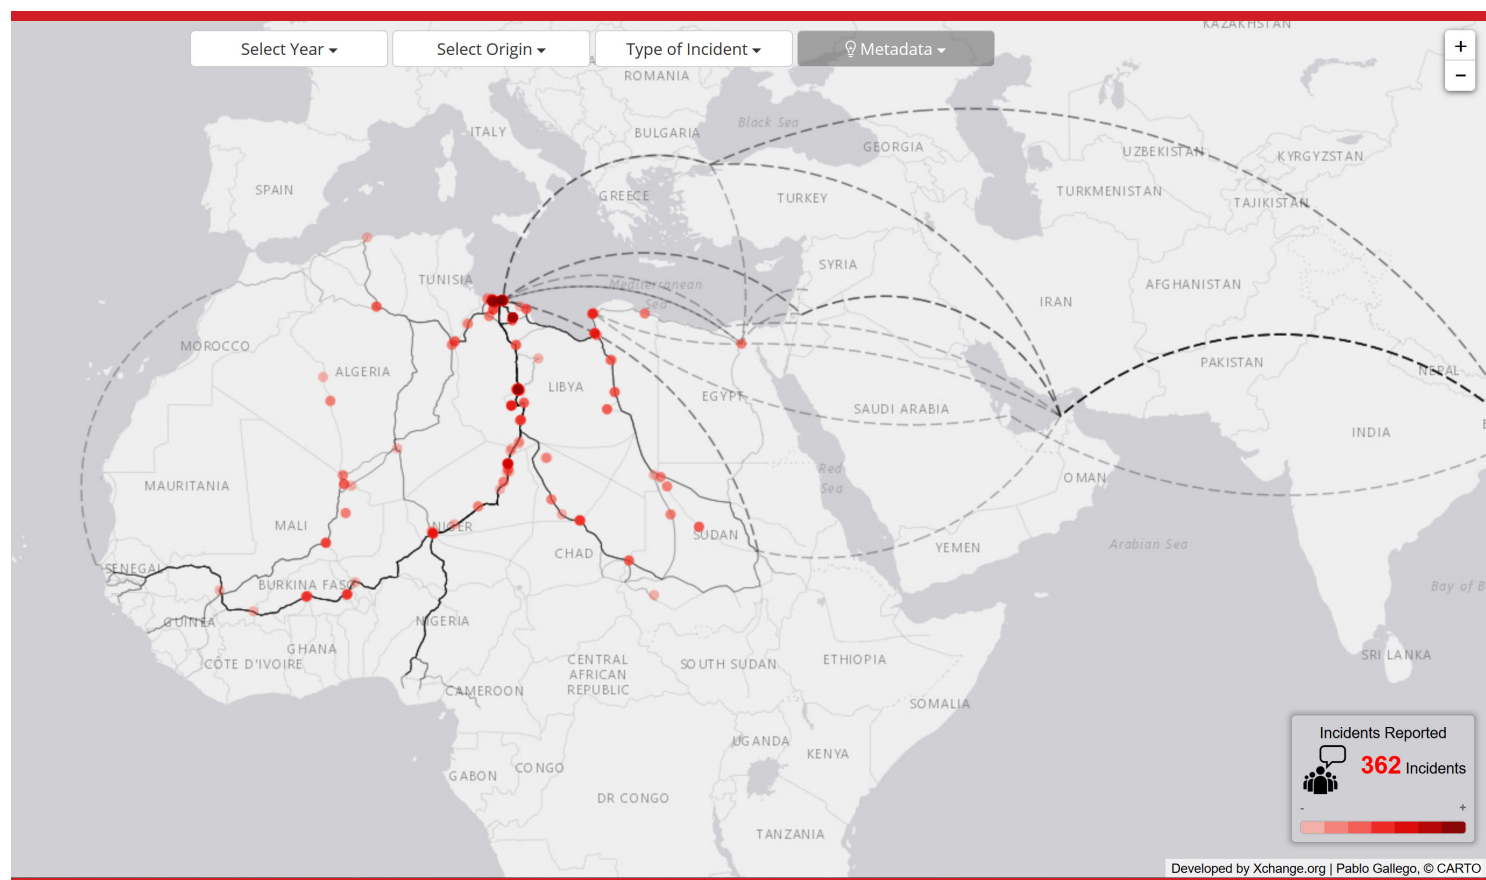 KAZAKHSTAN
Select Year
Select Origin
Type of Incident
Metadata
+
−
ROMANIA
Black Sea
ITALY
BULGARIA
GEORGIA
UZBEKISTAN
KYRGYZSTAN
SPAIN
GREECE
TURKEY
TURKMENISTAN
TAJIKISTAN
TUNISIA
SYRIA
Mediterranean
Sea
IRAN
AFGHANISTAN
MOROCCO
ALGERIA
LIBYA
EGYPT
SAUDI ARABIA
PAKISTAN
NEPAL
INDIA
MAURITANIA
Red
Sea
OMAN
MALI
NIGER
CHAD
SUDAN
YEMEN
Arabian Sea
SENEGAL
BURKINA FASO
Bay of B
GUINEA
NIGERIA
GHANA
CÔTE D'IVOIRE
CENTRAL
AFRICAN
REPUBLIC
SOUTH SUDAN
ETHIOPIA
SRI LANKA
CAMEROON
SOMALIA
UGANDA
KENYA
GABON
CONGO
DR CONGO
TANZANIA
Incidents Reported
362 Incidents
- +
Developed by Xchange.org | Pablo Gallego, © CARTO